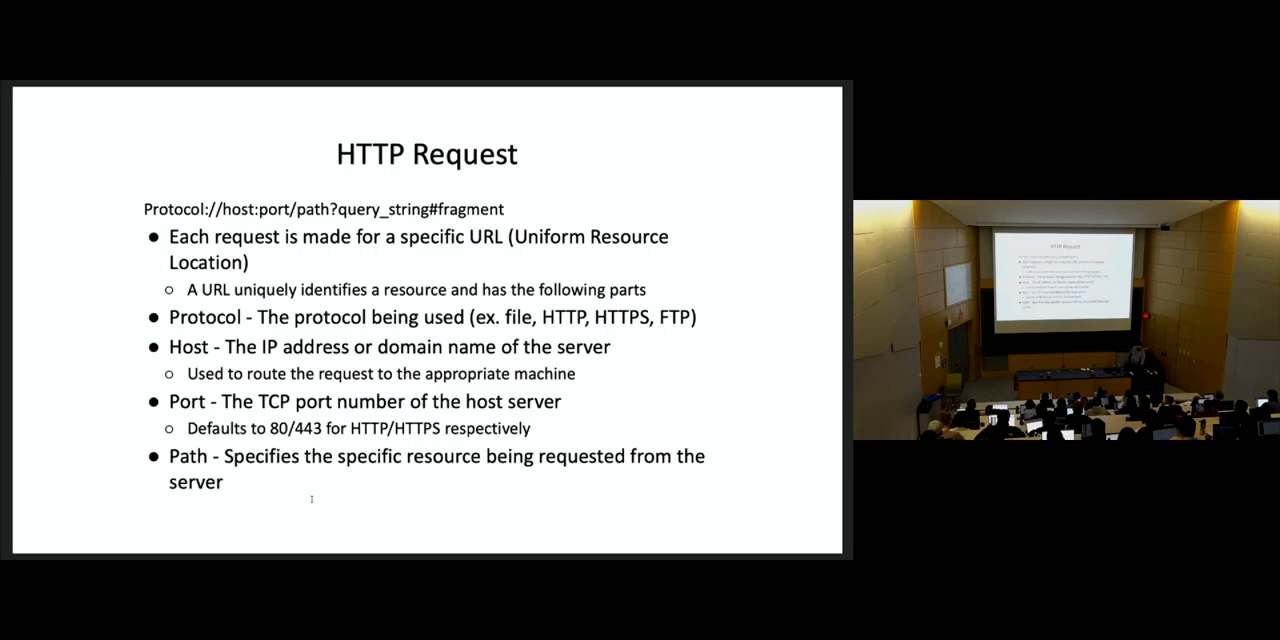 HTTP Request
Protocol://host:port/path?query_string#fragment
● Each request is made for a specific URL (Uniform Resource
Location)
○ A URL uniquely identifies a resource and has the following parts
● Protocol - The protocol being used (ex. file, HTTP, HTTPS, FTP)
● Host - The IP address or domain name of the server
○ Used to route the request to the appropriate machine
● Port - The TCP port number of the host server
○ Defaults to 80/443 for HTTP/HTTPS respectively
● Path - Specifies the specific resource being requested from the
server
HTTP Request